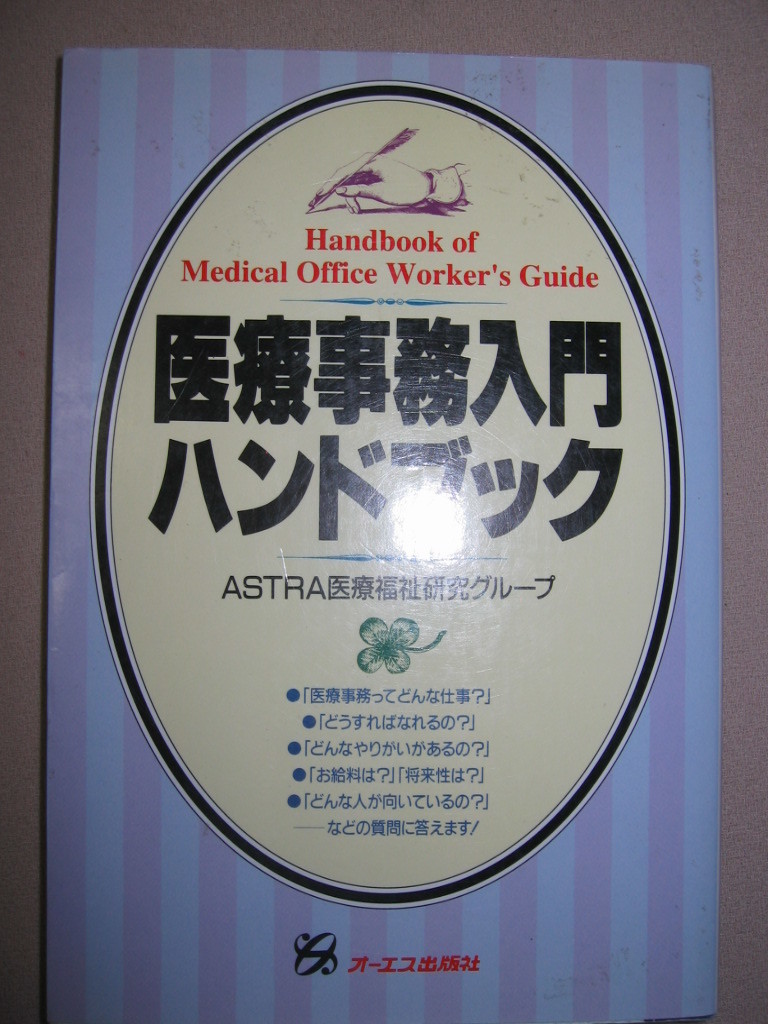 Handbook of
Medical Office Worker's Guide
医療事務入門
ハンドブック
ASTRA医療福祉研究グループ
●「医療事務ってどんな仕事?」
●「どうすればなれるの?」
●「どんなやりがいがあるの?」
●「お給料は?」「将来性は?」
●「どんな人が向いているの?」
――などの質問に答えます!
オーエス出版社